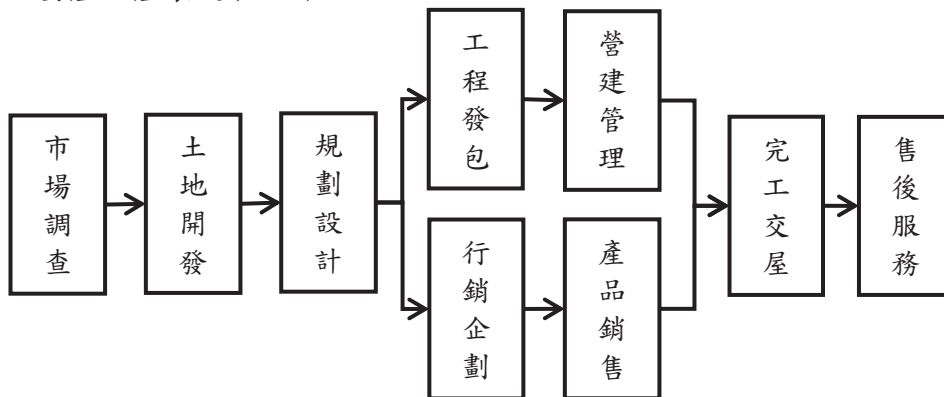 市場調查
土地開發
規劃設計
工程發包
營建管理
行銷企劃
產品銷售
完工交屋
售後服務